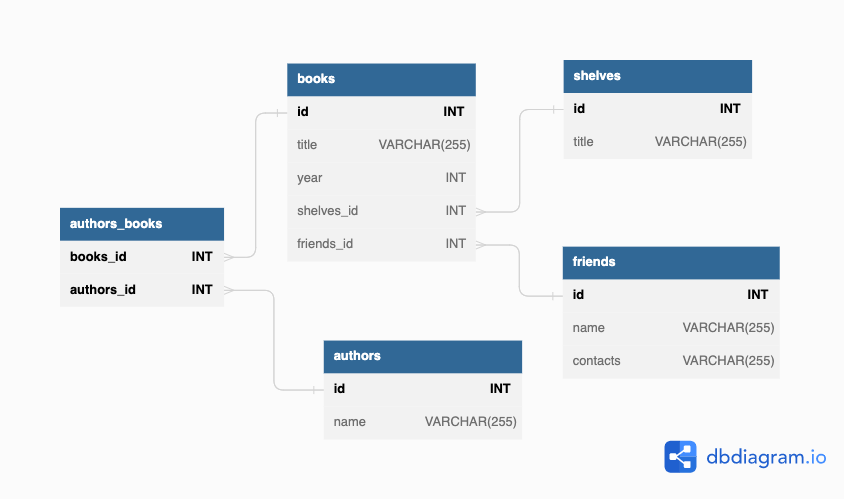 books
id INT
title VARCHAR(255)
year INT
shelves_id INT
friends_id INT
shelves
id INT
title VARCHAR(255)
authors_books
books_id INT
authors_id INT
friends
id INT
name VARCHAR(255)
contacts VARCHAR(255)
authors
id INT
name VARCHAR(255)
dbdiagram.io